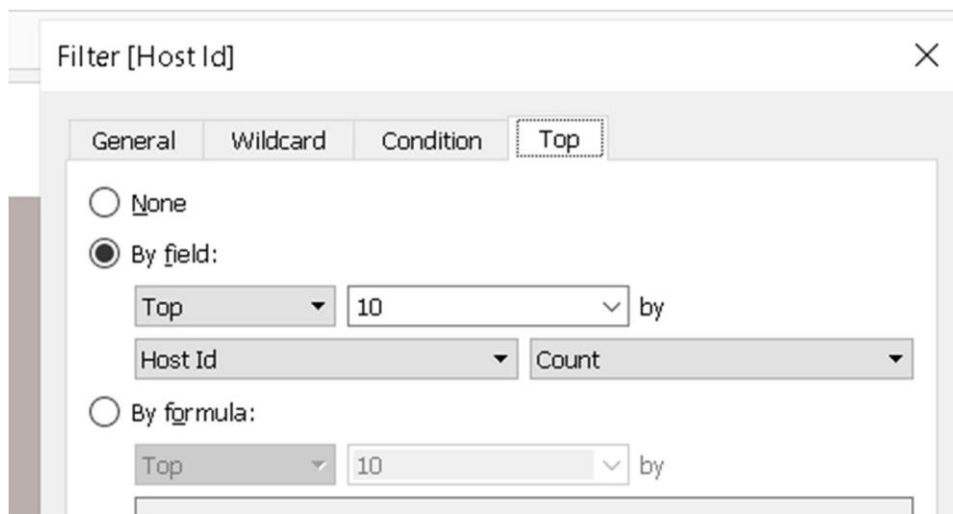 Filter [Host Id]
General Wildcard Condition Top
None
By field:
Top 10 by
Host Id Count
By formula:
Top 10 by